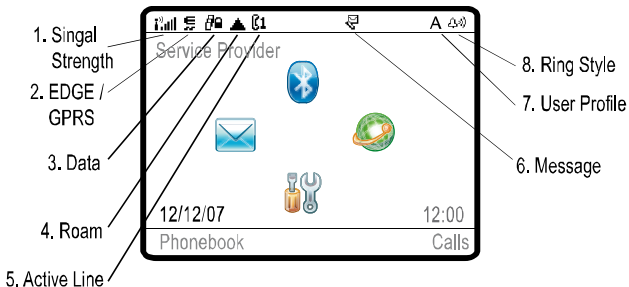 1. Singal
Strength
2. EDGE /
GPRS
3. Data
4. Roam
5. Active Line
1
A
Service Provider
12/12/07
12:00
Phonebook
Calls
8. Ring Style
7. User Profile
6. Message